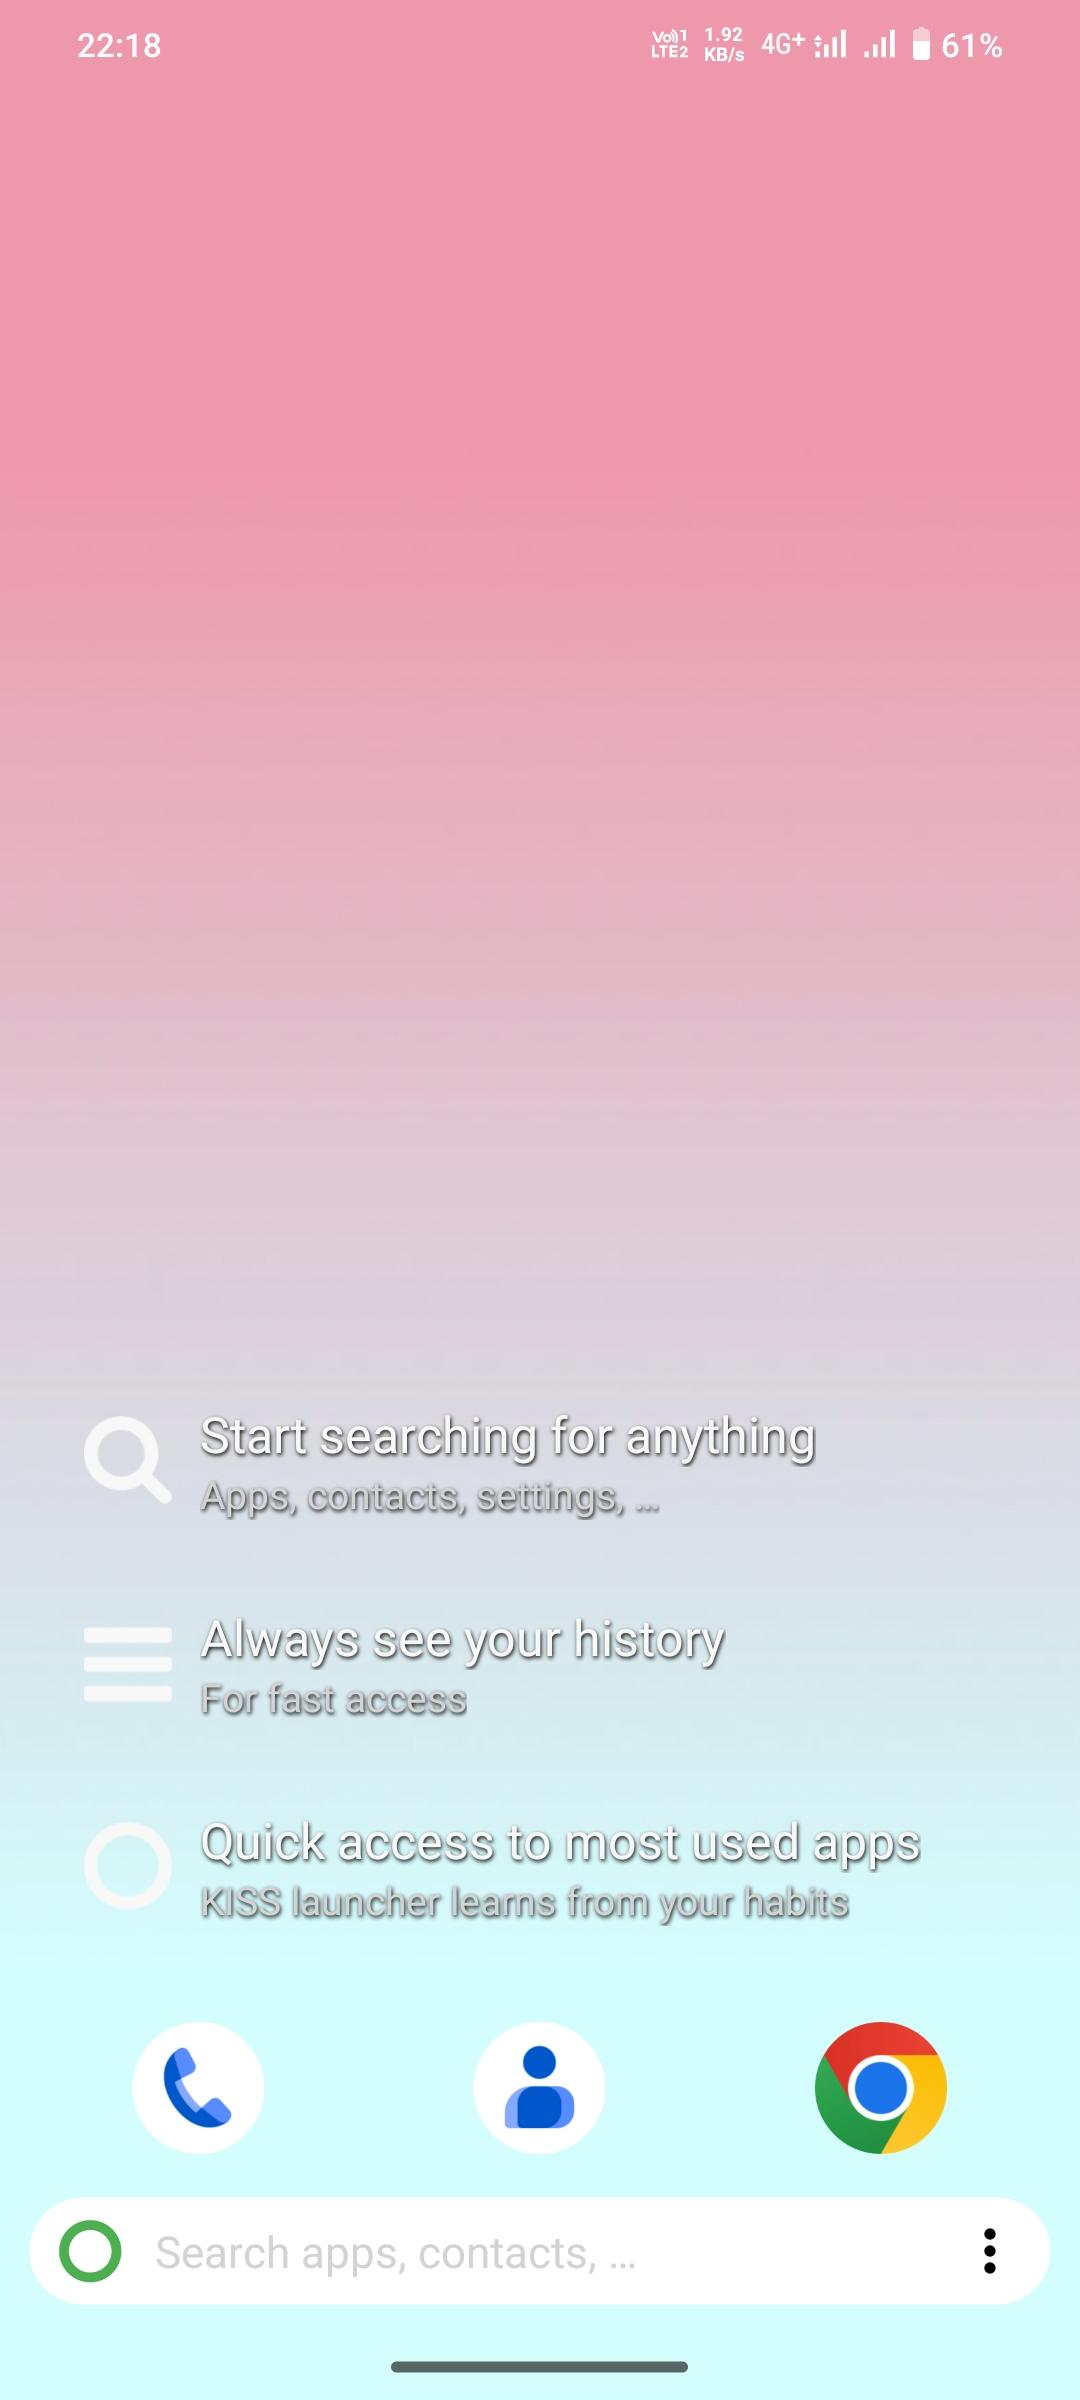 22:18
Vo)) 1
LTE2
1.92
KB/s
4G+
61%
Start searching for anything
Apps, contacts, settings, …
Always see your history
For fast access
Quick access to most used apps
KISS launcher learns from your habits
Search apps, contacts, …